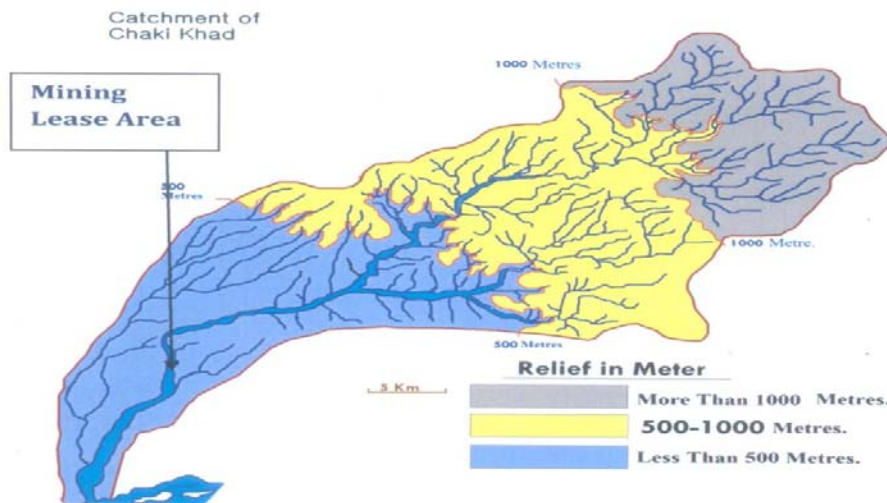 Catchment of
Chaki Khad
Mining
Lease Area
1000 Metres
500
Metres
1000 Metre.
500 Metres
5 Km
Relief in Meter
More Than 1000 Metres.
500-1000 Metres.
Less Than 500 Metres.